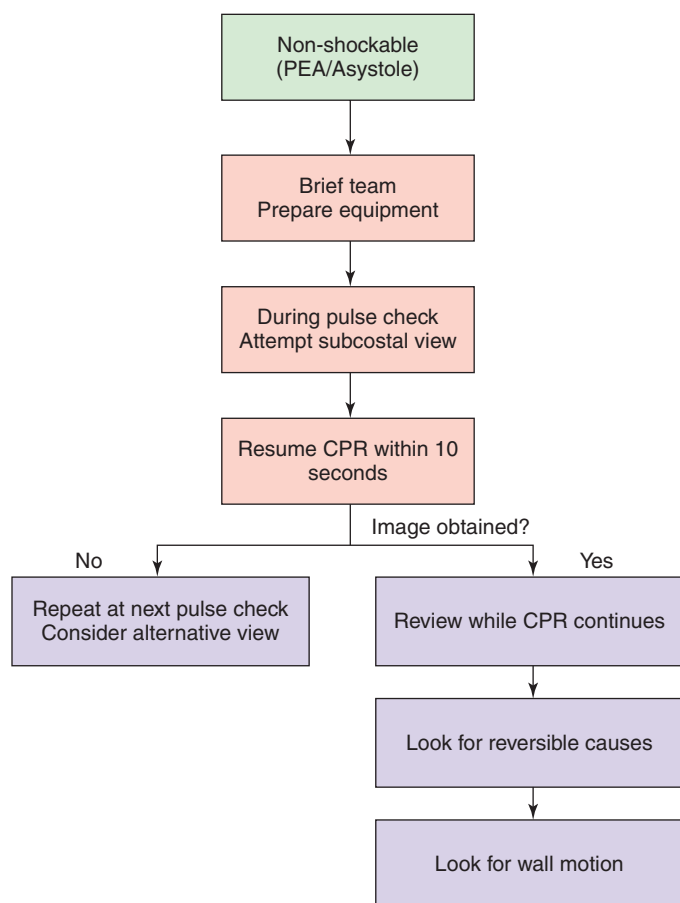 Non-shockable
(PEA/Asystole)
Brief team
Prepare equipment
During pulse check
Attempt subcostal view
Resume CPR within 10
seconds
Image obtained?
No
Yes
Repeat at next pulse check
Consider alternative view
Review while CPR continues
Look for reversible causes
Look for wall motion